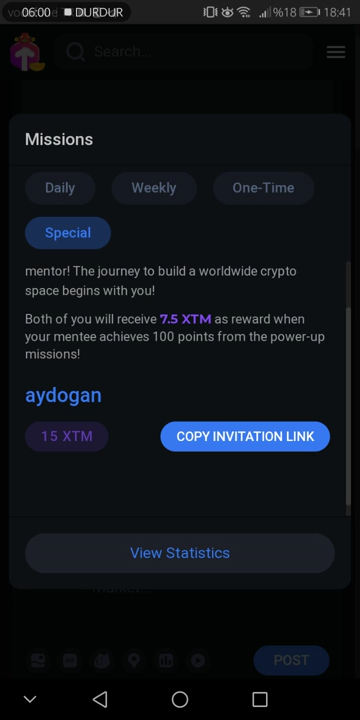 06:00 DURDUR %18 18:41
Search...
Missions
Daily Weekly One-Time
Special
mentor! The journey to build a worldwide crypto
space begins with you!
Both of you will receive 7.5 XTM as reward when
your mentee achieves 100 points from the power-up
missions!
aydogan
15 XTM COPY INVITATION LINK
View Statistics
POST